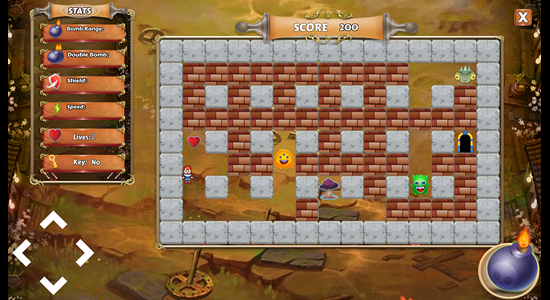 STATS
SCORE 200
Bomb Range:
Double Bomb:
Shield:
Speed:
Lives:
Key: No
X